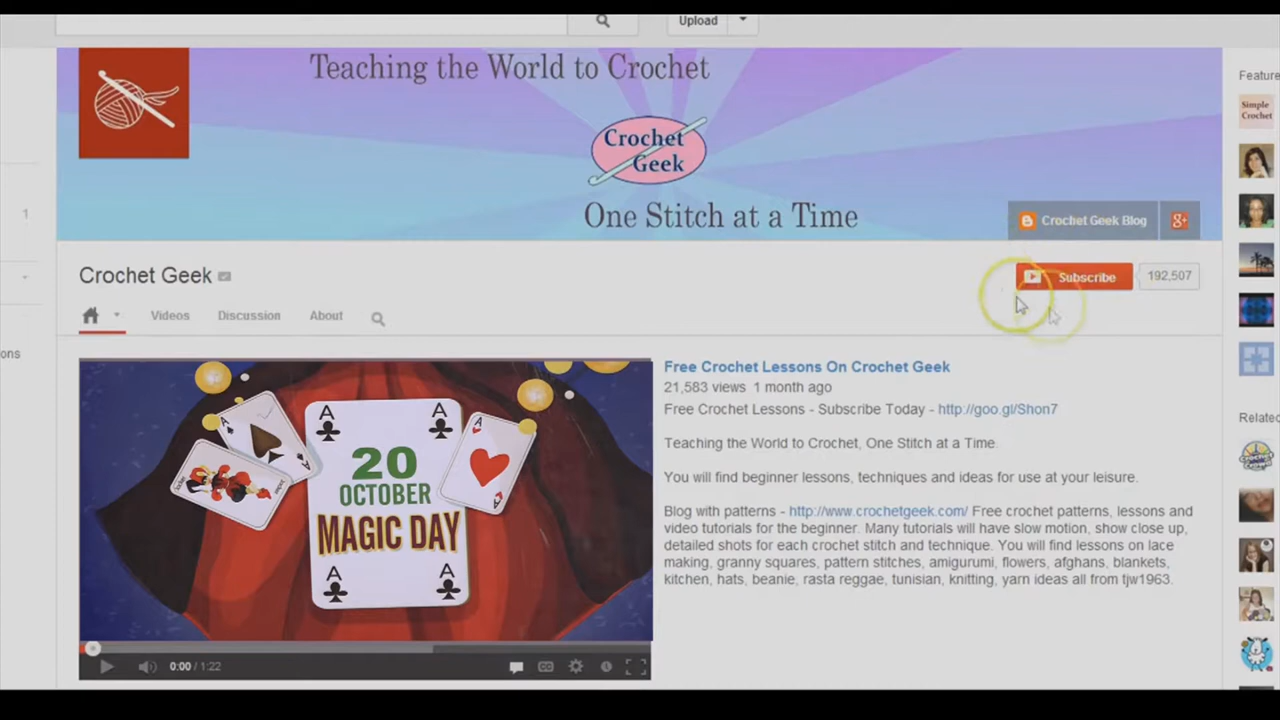 Upload
Teaching the World to Crochet
Crochet
Geek
One Stitch at a Time
Crochet Geek Blog
g+
Feature
Simple
Crochet
1
Crochet Geek
Subscribe
192,507
Videos
Discussion
About
ons
A A
A
A
20
OCTOBER
MAGIC DAY
A A
Joker
Free Crochet Lessons On Crochet Geek
21,583 views 1 month ago
Free Crochet Lessons - Subscribe Today - http://goo.gl/Shon7
Teaching the World to Crochet, One Stitch at a Time.
You will find beginner lessons, techniques and ideas for use at your leisure.
Blog with patterns - http://www.crochetgeek.com/ Free crochet patterns, lessons and
video tutorials for the beginner. Many tutorials will have slow motion, show close up,
detailed shots for each crochet stitch and technique. You will find lessons on lace
making, granny squares, pattern stitches, amigurumi, flowers, afghans, blankets,
kitchen, hats, beanie, rasta reggae, tunisian, knitting, yarn ideas all from tjw1963.
Related
0:00 / 1:22
CC